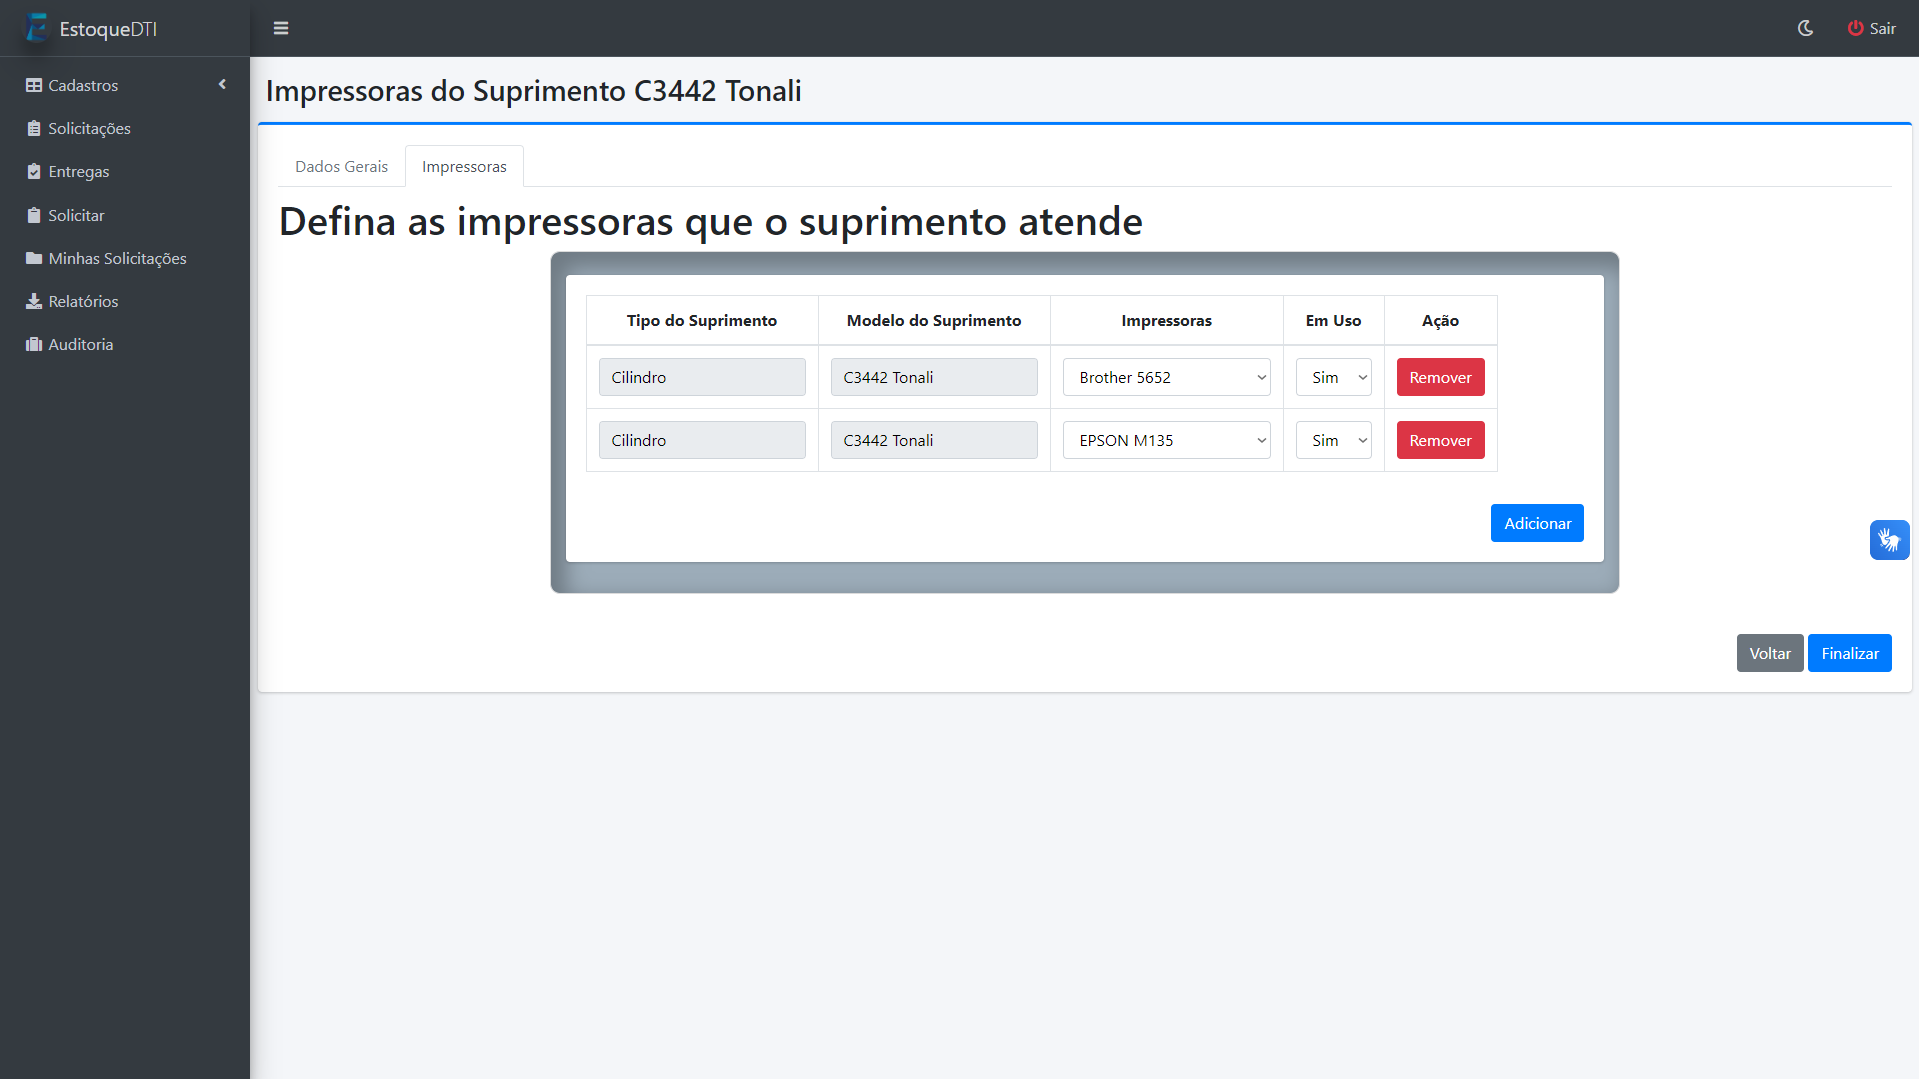 EstoqueDTI
Sair
Cadastros
Solicitações
Entregas
Solicitar
Minhas Solicitações
Relatórios
Auditoria
Impressoras do Suprimento C3442 Tonali
Dados Gerais Impressoras
Defina as impressoras que o suprimento atende
Tipo do Suprimento Modelo do Suprimento Impressoras Em Uso Ação
Cilindro C3442 Tonali Brother 5652 Sim Remover
Cilindro C3442 Tonali EPSON M135 Sim Remover
Adicionar
Voltar Finalizar